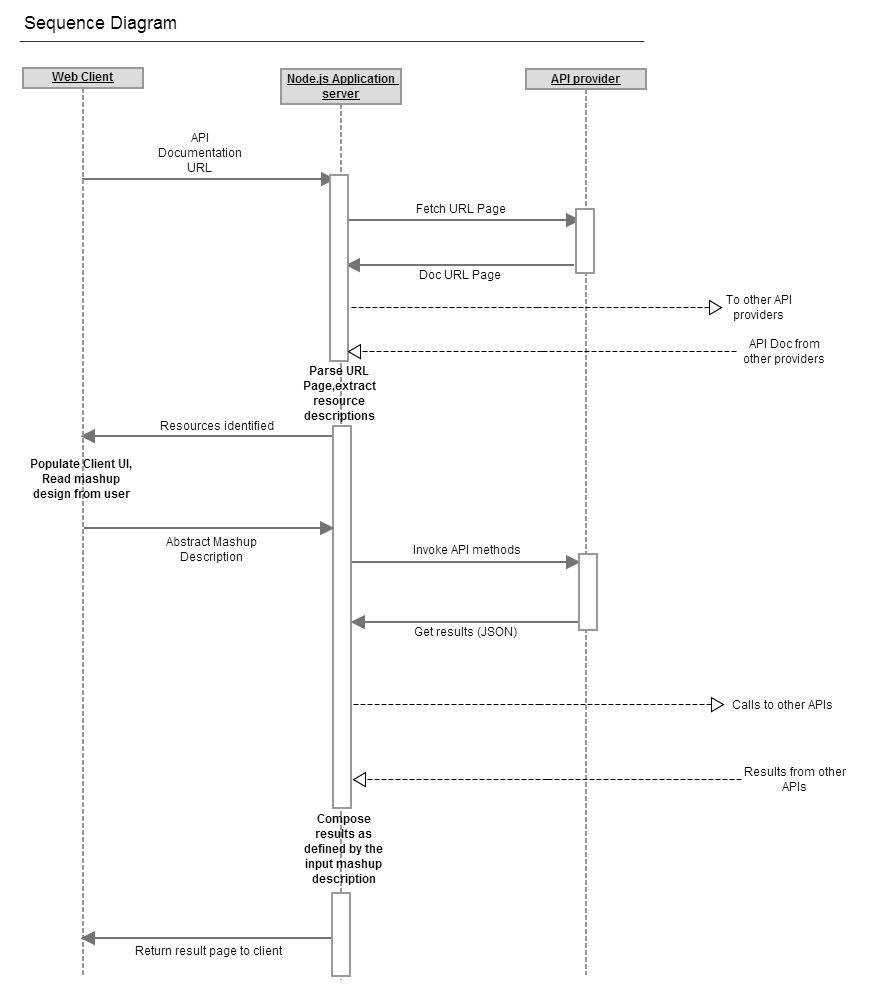 Sequence Diagram
Web Client
Node.js Application
server
API provider
API
Documentation
URL
Fetch URL Page
Doc URL Page
To other API
providers
API Doc from
other providers
Parse URL
Page,extract
resource
descriptions
Resources identified
Populate Client UI,
Read mashup
design from user
Abstract Mashup
Description
Invoke API methods
Get results (JSON)
Calls to other APIs
Results from other
APIs
Compose
results as
defined by the
input mashup
description
Return result page to client